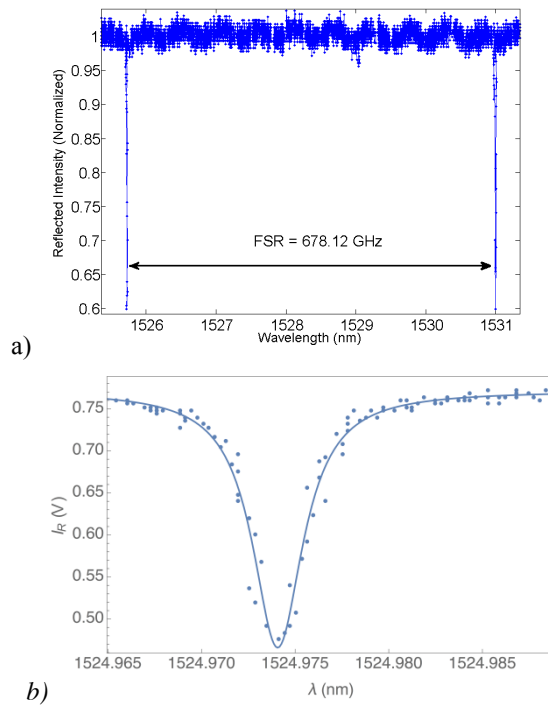 1
0.95
0.9
0.85
0.8
0.75
0.7
0.65
0.6
Reflected Intensity (Normalized)
FSR = 678.12 GHz
1526 1527 1528 1529 1530 1531
Wavelength (nm)
a)
0.75
0.70
0.65
0.60
0.55
0.50
I_R (V)
1524.965 1524.970 1524.975 1524.980 1524.985
λ (nm)
b)